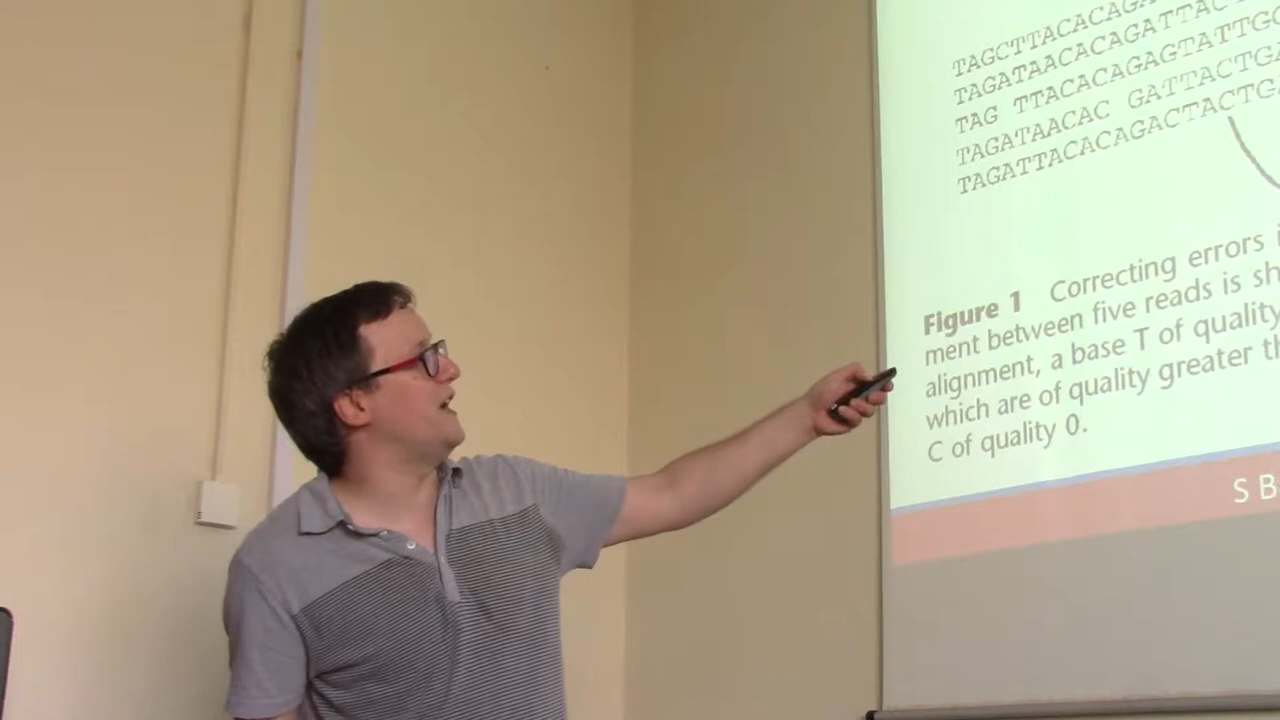 TAGCTTACACAGA
TAGATAACACAGATTACT
TAG TTACACAGAGTATTGC
TAGATAACAC GATTACTGA
TAGATTACACAGACTACTGA
Figure 1 Correcting errors i
ment between five reads is sh
alignment, a base T of quality
which are of quality greater th
C of quality 0.
S B